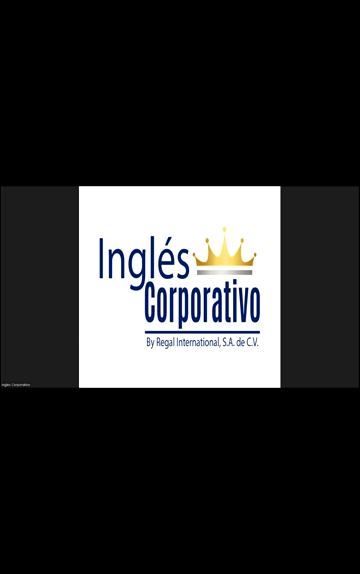 Inglés
Corporativo
By Regal International, S.A. de C.V.
Inglés Corporativo